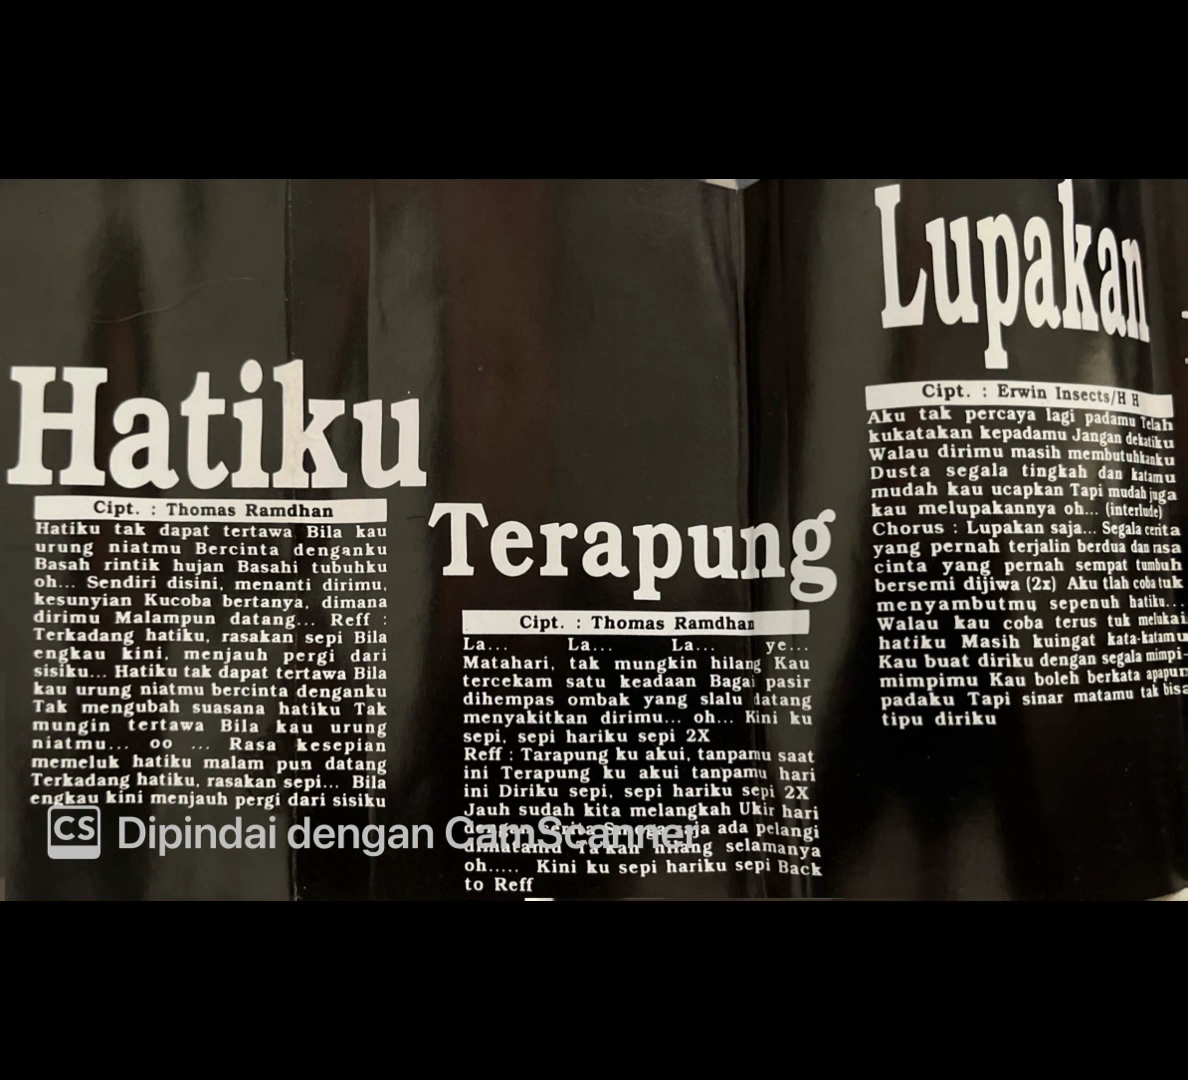 Hatiku
Cipt. : Thomas Ramdhan
Hatiku tak dapat tertawa Bila kau
urung niatmu Bercinta denganku
Basah rintik hujan Basahi tubuhku
oh... Sendiri disini, menanti dirimu,
kesunyian Kucoba bertanya, dimana
dirimu Malampun datang... Reff :
Terkadang hatiku, rasakan sepi Bila
engkau kini, menjauh pergi dari
sisiku... Hatiku tak dapat tertawa Bila
kau urung niatmu bercinta denganku
Tak mengubah suasana hatiku Tak
mungin tertawa Bila kau urung
niatmu... oo ... Rasa kesepian
memeluk hatiku malam pun datang
Terkadang hatiku, rasakan sepi... Bila
engkau kini menjauh pergi dari sisiku
Terapung
Cipt. : Thomas Ramdhan
La... La... La... ye...
Matahari, tak mungkin hilang Kau
tercekam satu keadaan Bagai pasir
dihempas ombak yang slalu datang
menyakitkan dirimu... oh... Kini ku
sepi, sepi hariku sepi 2X
Reff : Tarapung ku akui, tanpamu saat
ini Terapung ku akui tanpamu hari
ini Diriku sepi, sepi hariku sepi 2X
Jauh sudah kita melangkah Ukir hari
dengan cerita Smoga saja ada pelangi
dimatamu Ta'kan hilang selamanya
oh..... Kini ku sepi hariku sepi Back
to Reff
Lupakan
Cipt. : Erwin Insects/H H
Aku tak percaya lagi padamu Telah
kukatakan kepadamu Jangan dekatiku
Walau dirimu masih membutuhkanku
Dusta segala tingkah dan katamu
mudah kau ucapkan Tapi mudah juga
kau melupakannya oh... (interlude)
Chorus : Lupakan saja... Segala cerita
yang pernah terjalin berdua dan rasa
cinta yang pernah sempat tumbuh
bersemi dijiwa (2x) Aku tlah coba tuk
menyambutmu sepenuh hatiku...
Walau kau coba terus tuk melukai
hatiku Masih kuingat kata-katamu
Kau buat diriku dengan segala mimpi-
mimpimu Kau boleh berkata apapun
padaku Tapi sinar matamu tak bisa
tipu diriku
CS Dipindai dengan CamScanner